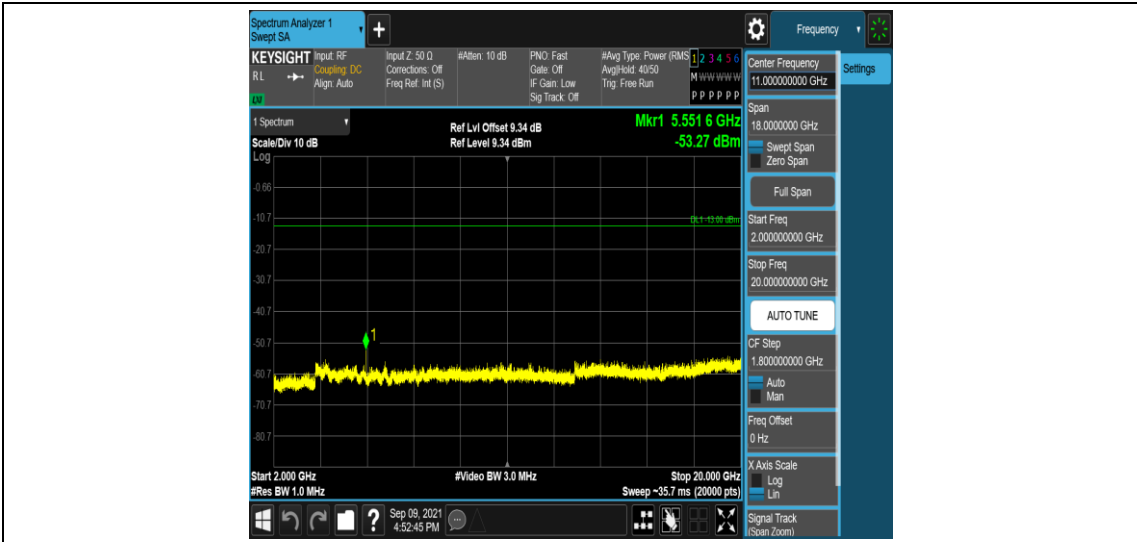 Spectrum Analyzer 1
Swept SA
+
Frequency
KEYSIGHT
RL
LXI
Input: RF
Coupling: DC
Align: Auto
Input Z: 50 Ω
Corrections: Off
Freq Ref: Int (S)
#Atten: 10 dB
PNO: Fast
Gate: Off
IF Gain: Low
Sig Track: Off
#Avg Type: Power (RMS
Avg|Hold: 40/50
Trig: Free Run
1 2 3 4 5 6
M W W W W W
P P P P P P
1 Spectrum
Scale/Div 10 dB
Log
Ref Lvl Offset 9.34 dB
Ref Level 9.34 dBm
Mkr1 5.551 6 GHz
-53.27 dBm
-0.66
-10.7
-20.7
-30.7
-40.7
-50.7
-60.7
-70.7
-80.7
DL1 -13.00 dBm
1
Start 2.000 GHz
#Res BW 1.0 MHz
#Video BW 3.0 MHz
Stop 20.000 GHz
Sweep ~35.7 ms (20000 pts)
?
Sep 09, 2021
4:52:45 PM
Center Frequency
11.000000000 GHz
Settings
Span
18.0000000 GHz
Swept Span
Zero Span
Full Span
Start Freq
2.000000000 GHz
Stop Freq
20.000000000 GHz
AUTO TUNE
CF Step
1.800000000 GHz
Auto
Man
Freq Offset
0 Hz
X Axis Scale
Log
Lin
Signal Track
(Span Zoom)